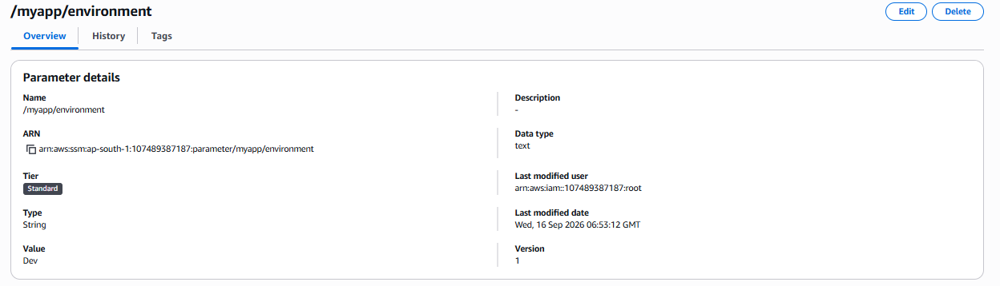 /myapp/environment
Edit
Delete
Overview
History
Tags
Parameter details
Name
/myapp/environment
Description
-
ARN
arn:aws:ssm:ap-south-1:107489387187:parameter/myapp/environment
Data type
text
Tier
Standard
Last modified user
arn:aws:iam::107489387187:root
Type
String
Last modified date
Wed, 16 Sep 2026 06:53:12 GMT
Value
Dev
Version
1